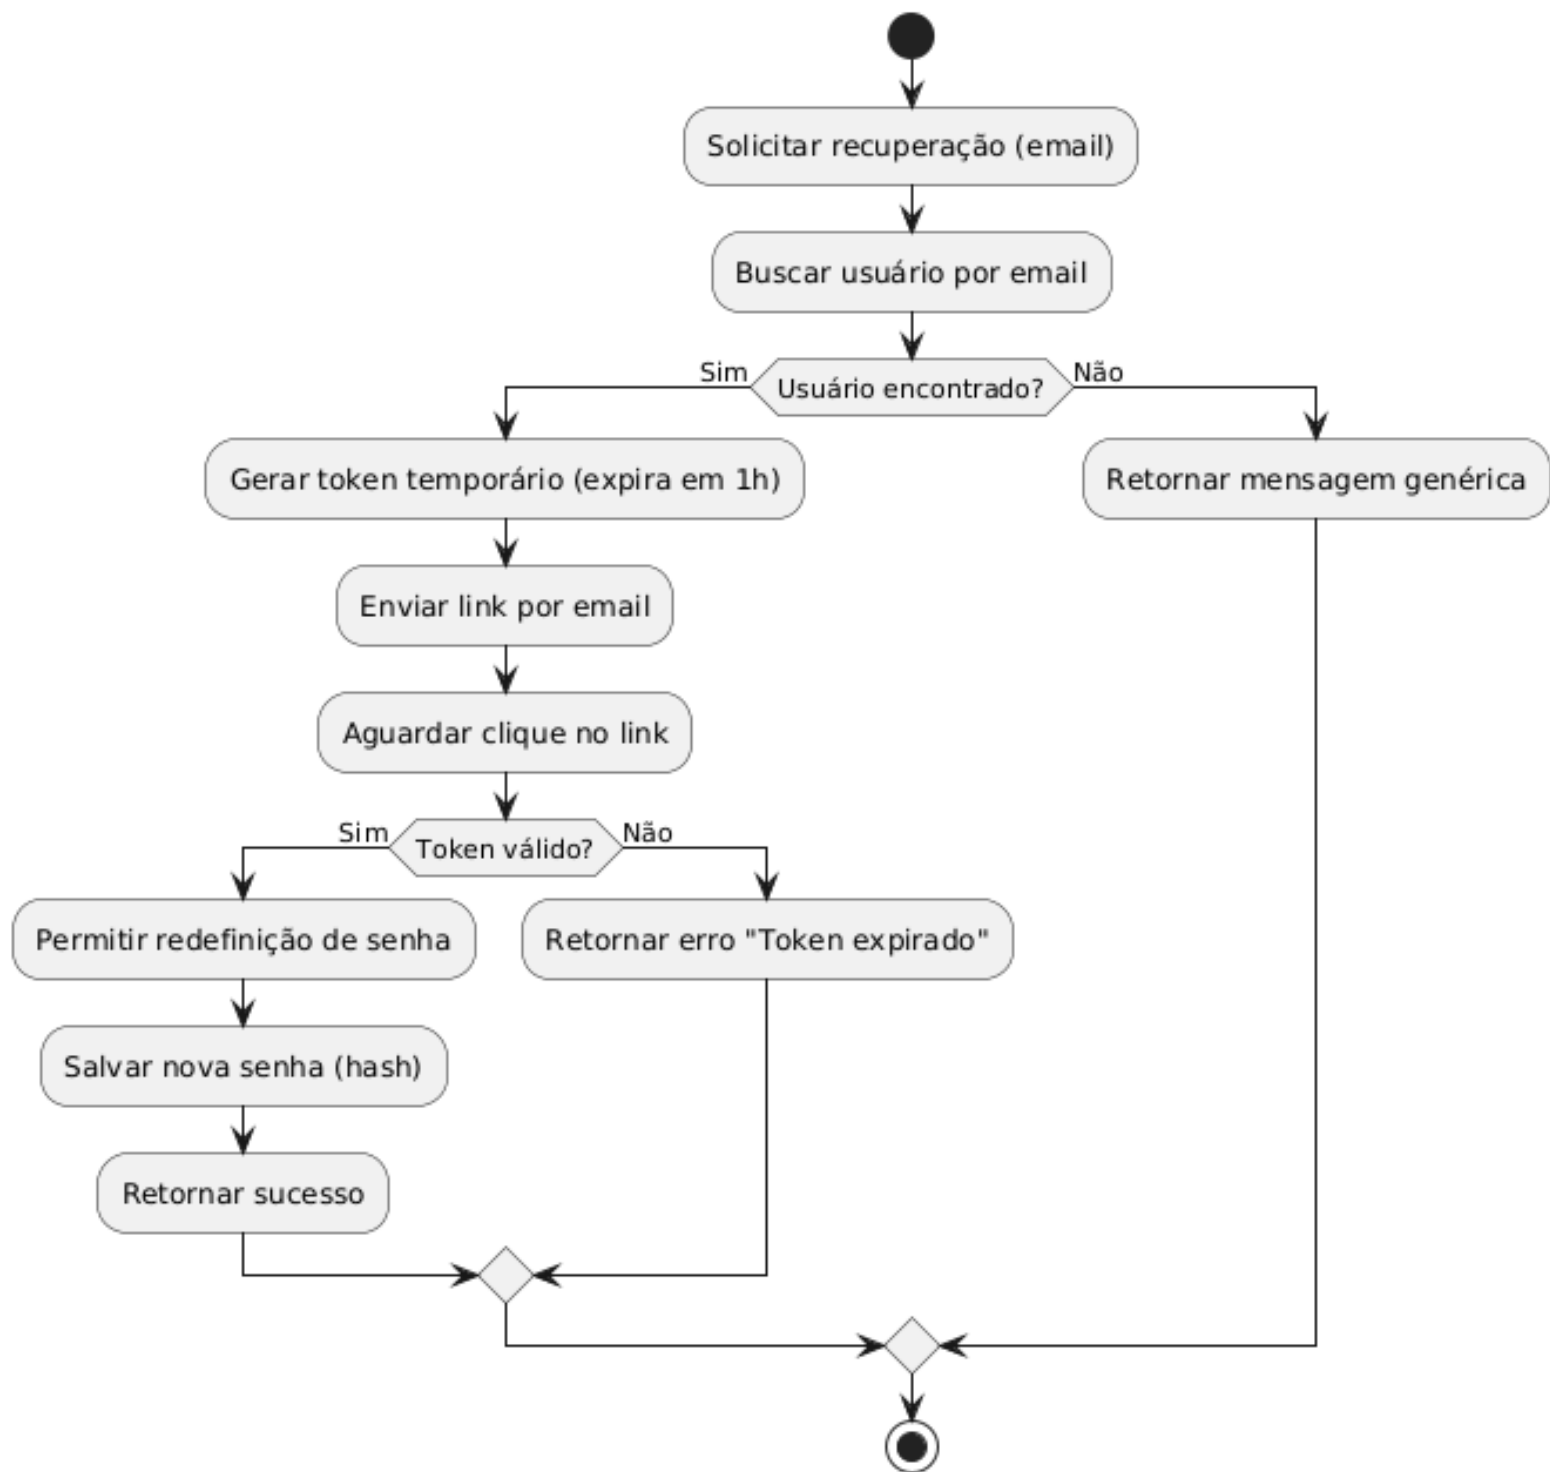 Solicitar recuperação (email)
Buscar usuário por email
Sim
Usuário encontrado?
Não
Gerar token temporário (expira em 1h)
Retornar mensagem genérica
Enviar link por email
Aguardar clique no link
Sim
Token válido?
Não
Permitir redefinição de senha
Retornar erro "Token expirado"
Salvar nova senha (hash)
Retornar sucesso